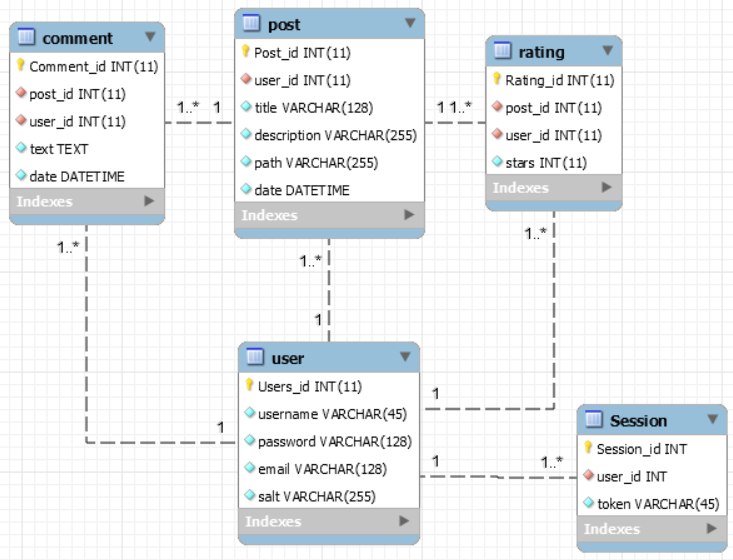 comment
Comment_id INT(11)
post_id INT(11)
user_id INT(11)
text TEXT
date DATETIME
Indexes
1..*
1
post
Post_id INT(11)
user_id INT(11)
title VARCHAR(128)
description VARCHAR(255)
path VARCHAR(255)
date DATETIME
Indexes
1 1..*
rating
Rating_id INT(11)
post_id INT(11)
user_id INT(11)
stars INT(11)
Indexes
1..*
1..*
1..*
1
user
Users_id INT(11)
username VARCHAR(45)
password VARCHAR(128)
email VARCHAR(128)
salt VARCHAR(255)
Indexes
1
1
1
1..*
Session
Session_id INT
user_id INT
token VARCHAR(45)
Indexes